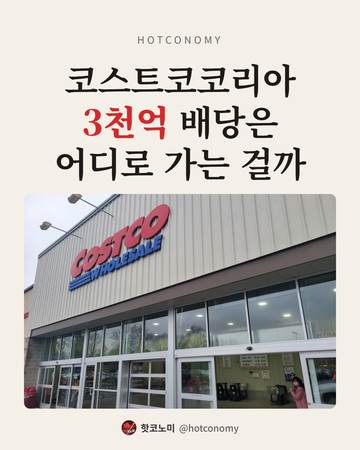 HOTCONOMY
코스트코코리아
3천억 배당은
어디로 가는 걸까
COSTCO
WHOLESALE
핫코노미 @hotconomy